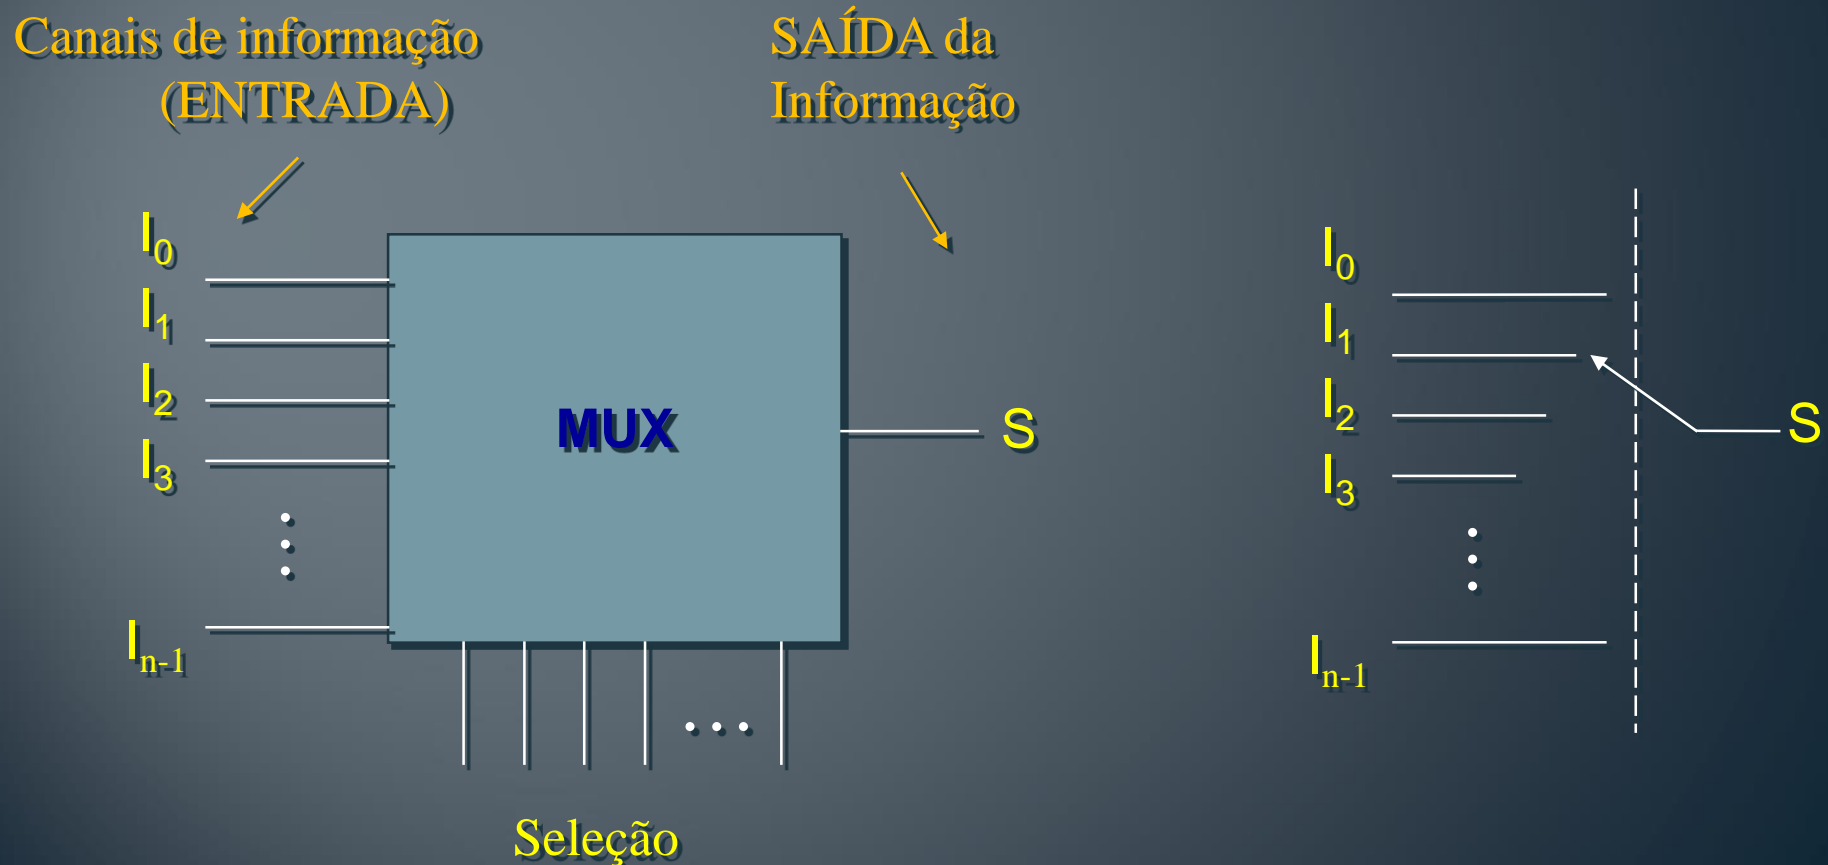 Canais de informação
(ENTRADA)
SAÍDA da
Informação
I0
I1
I2
I3
In-1
MUX
S
Seleção
I0
I1
I2
I3
In-1
S